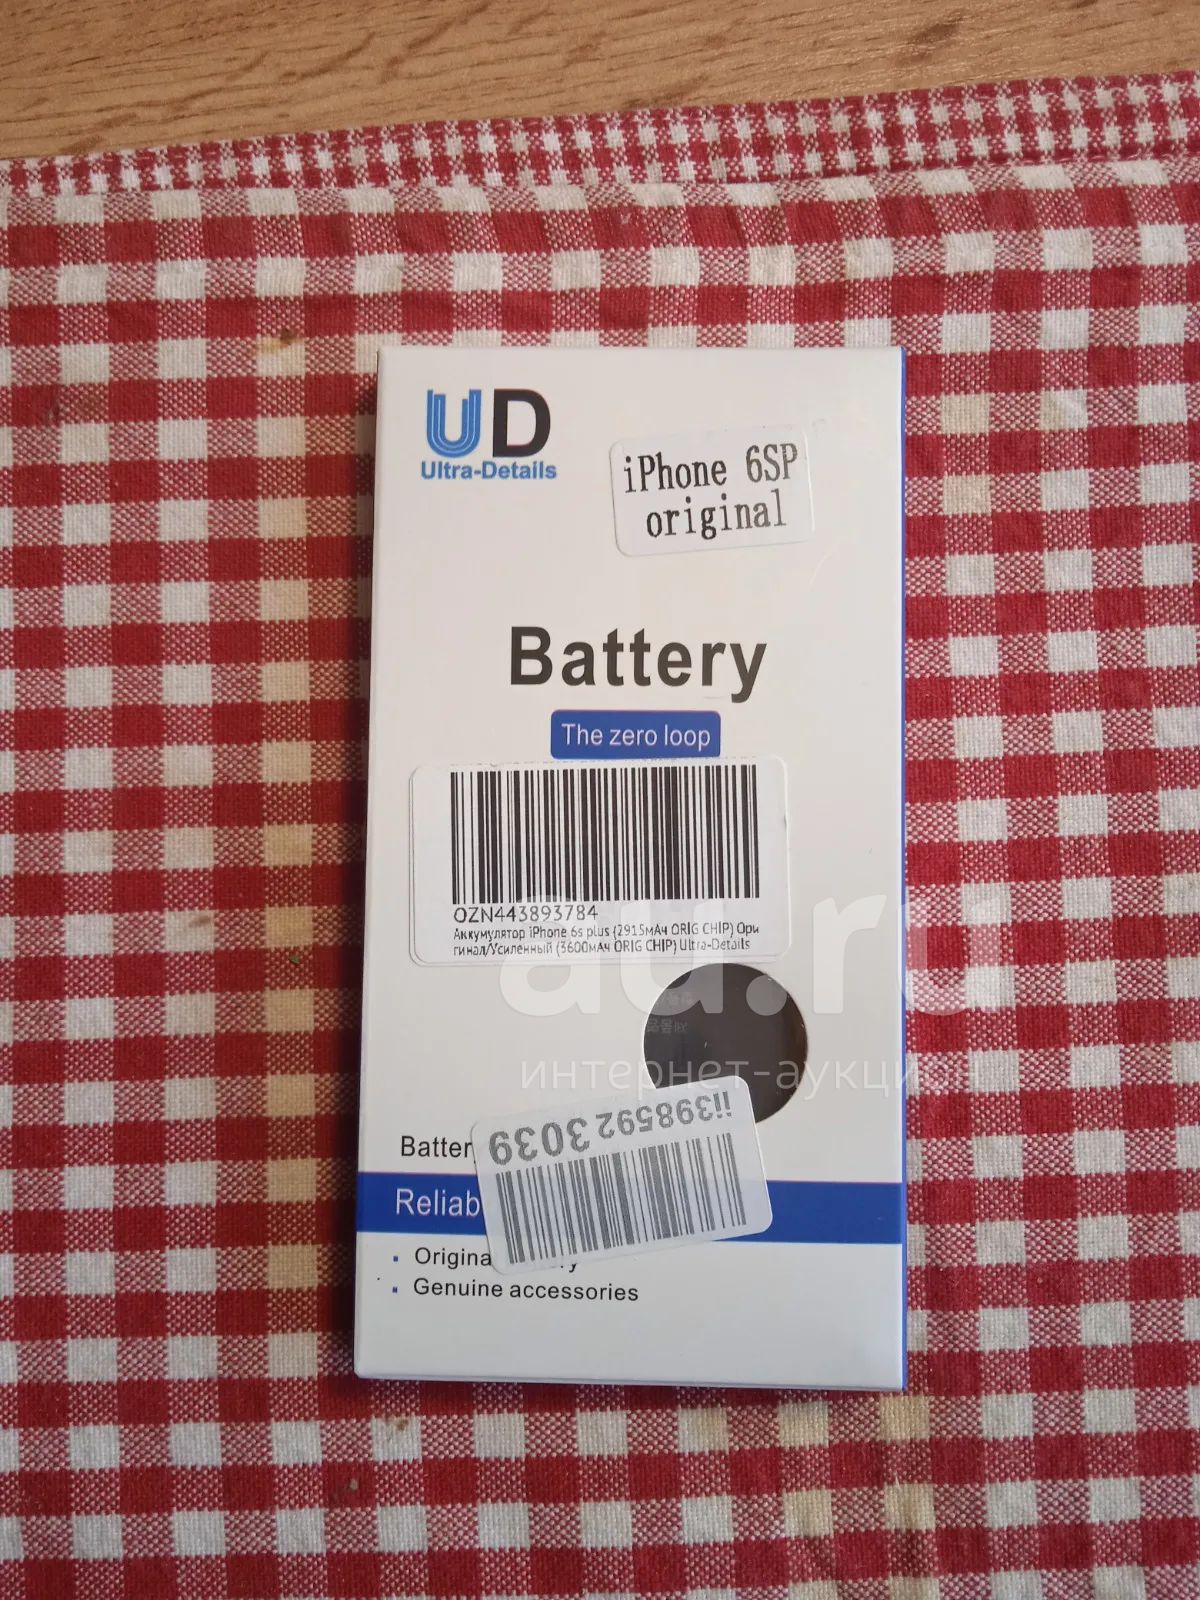 UD
Ultra-Details
iPhone 6SP
original
Battery
The zero loop
OZN443893784
Аккумулятор iPhone 6s plus (2915мАч ORIG CHIP) Ори
гинал/Усиленный (3600мАч ORIG CHIP) Ultra-Details
au.ru
интернет-аукцион
ii398592 3039
Batter
Reliab
· Origina
· Genuine accessories